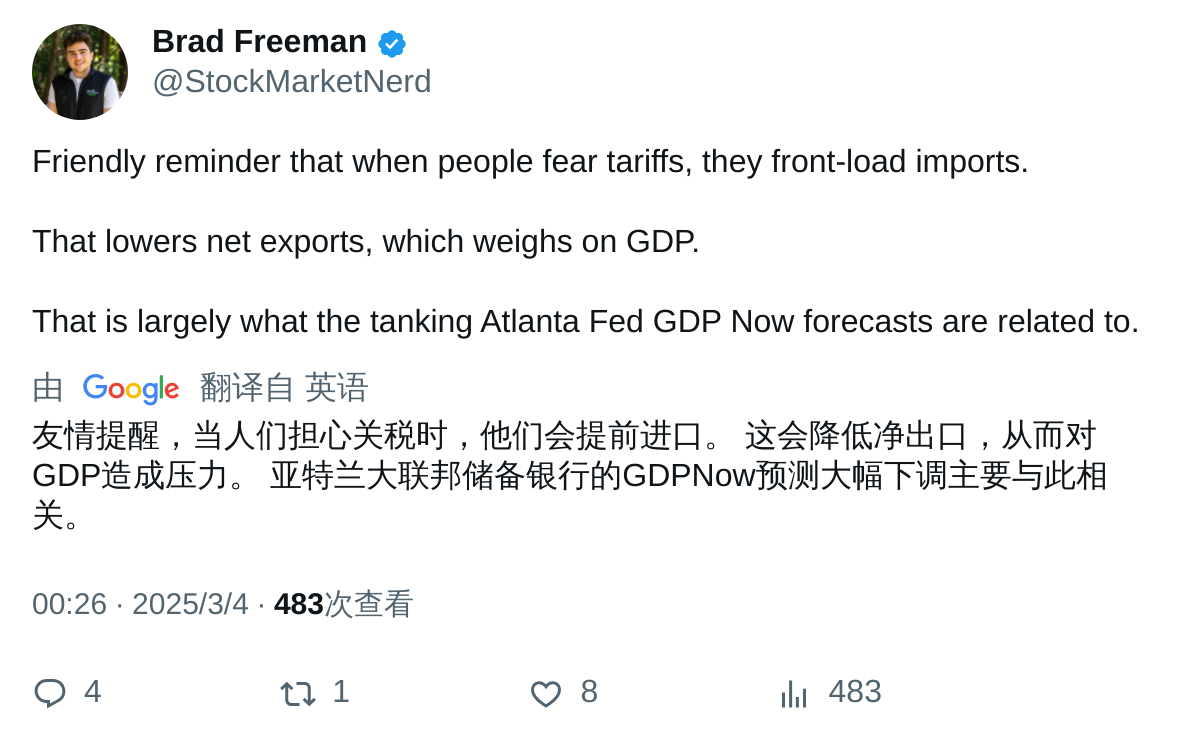 Brad Freeman
@StockMarketNerd
Friendly reminder that when people fear tariffs, they front-load imports.
That lowers net exports, which weighs on GDP.
That is largely what the tanking Atlanta Fed GDP Now forecasts are related to.
由 Google 翻译自 英语
友情提醒，当人们担心关税时，他们会提前进口。 这会降低净出口，从而对
GDP造成压力。 亚特兰大联邦储备银行的GDPNow预测大幅下调主要与此相
关。
00:26 · 2025/3/4 · 483次查看
4 1 8 483